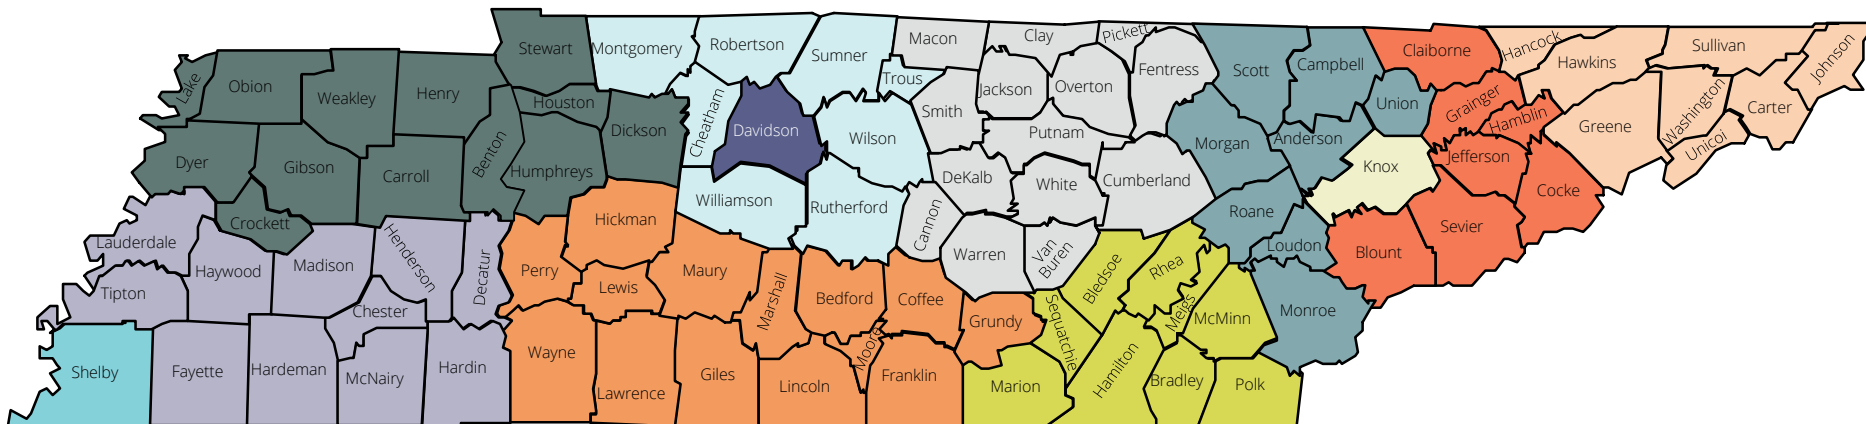 Stewart
Montgomery
Robertson
Sumner
Macon
Clay
Pickett
Claiborne
Hancock
Hawkins
Sullivan
Johnson
Lake
Obion
Weakley
Henry
Houston
Dickson
Cheatham
Davidson
Trous
Wilson
Smith
Jackson
Overton
Fentress
Scott
Campbell
Union
Grainger
Hamblin
Greene
Washington
Carter
Unicoi
Dyer
Gibson
Carroll
Benton
Humphreys
Putnam
Morgan
Anderson
Knox
Jefferson
Cocke
Crockett
Hickman
Williamson
Rutherford
Cannon
DeKalb
White
Cumberland
Roane
Loudon
Blount
Sevier
Lauderdale
Haywood
Madison
Henderson
Decatur
Perry
Lewis
Maury
Marshall
Bedford
Coffee
Warren
Van
Buren
Bledsoe
Rhea
Meigs
McMinn
Monroe
Tipton
Chester
Grundy
Sequatchie
Moore
Shelby
Fayette
Hardeman
McNairy
Hardin
Wayne
Lawrence
Giles
Lincoln
Franklin
Marion
Hamilton
Bradley
Polk